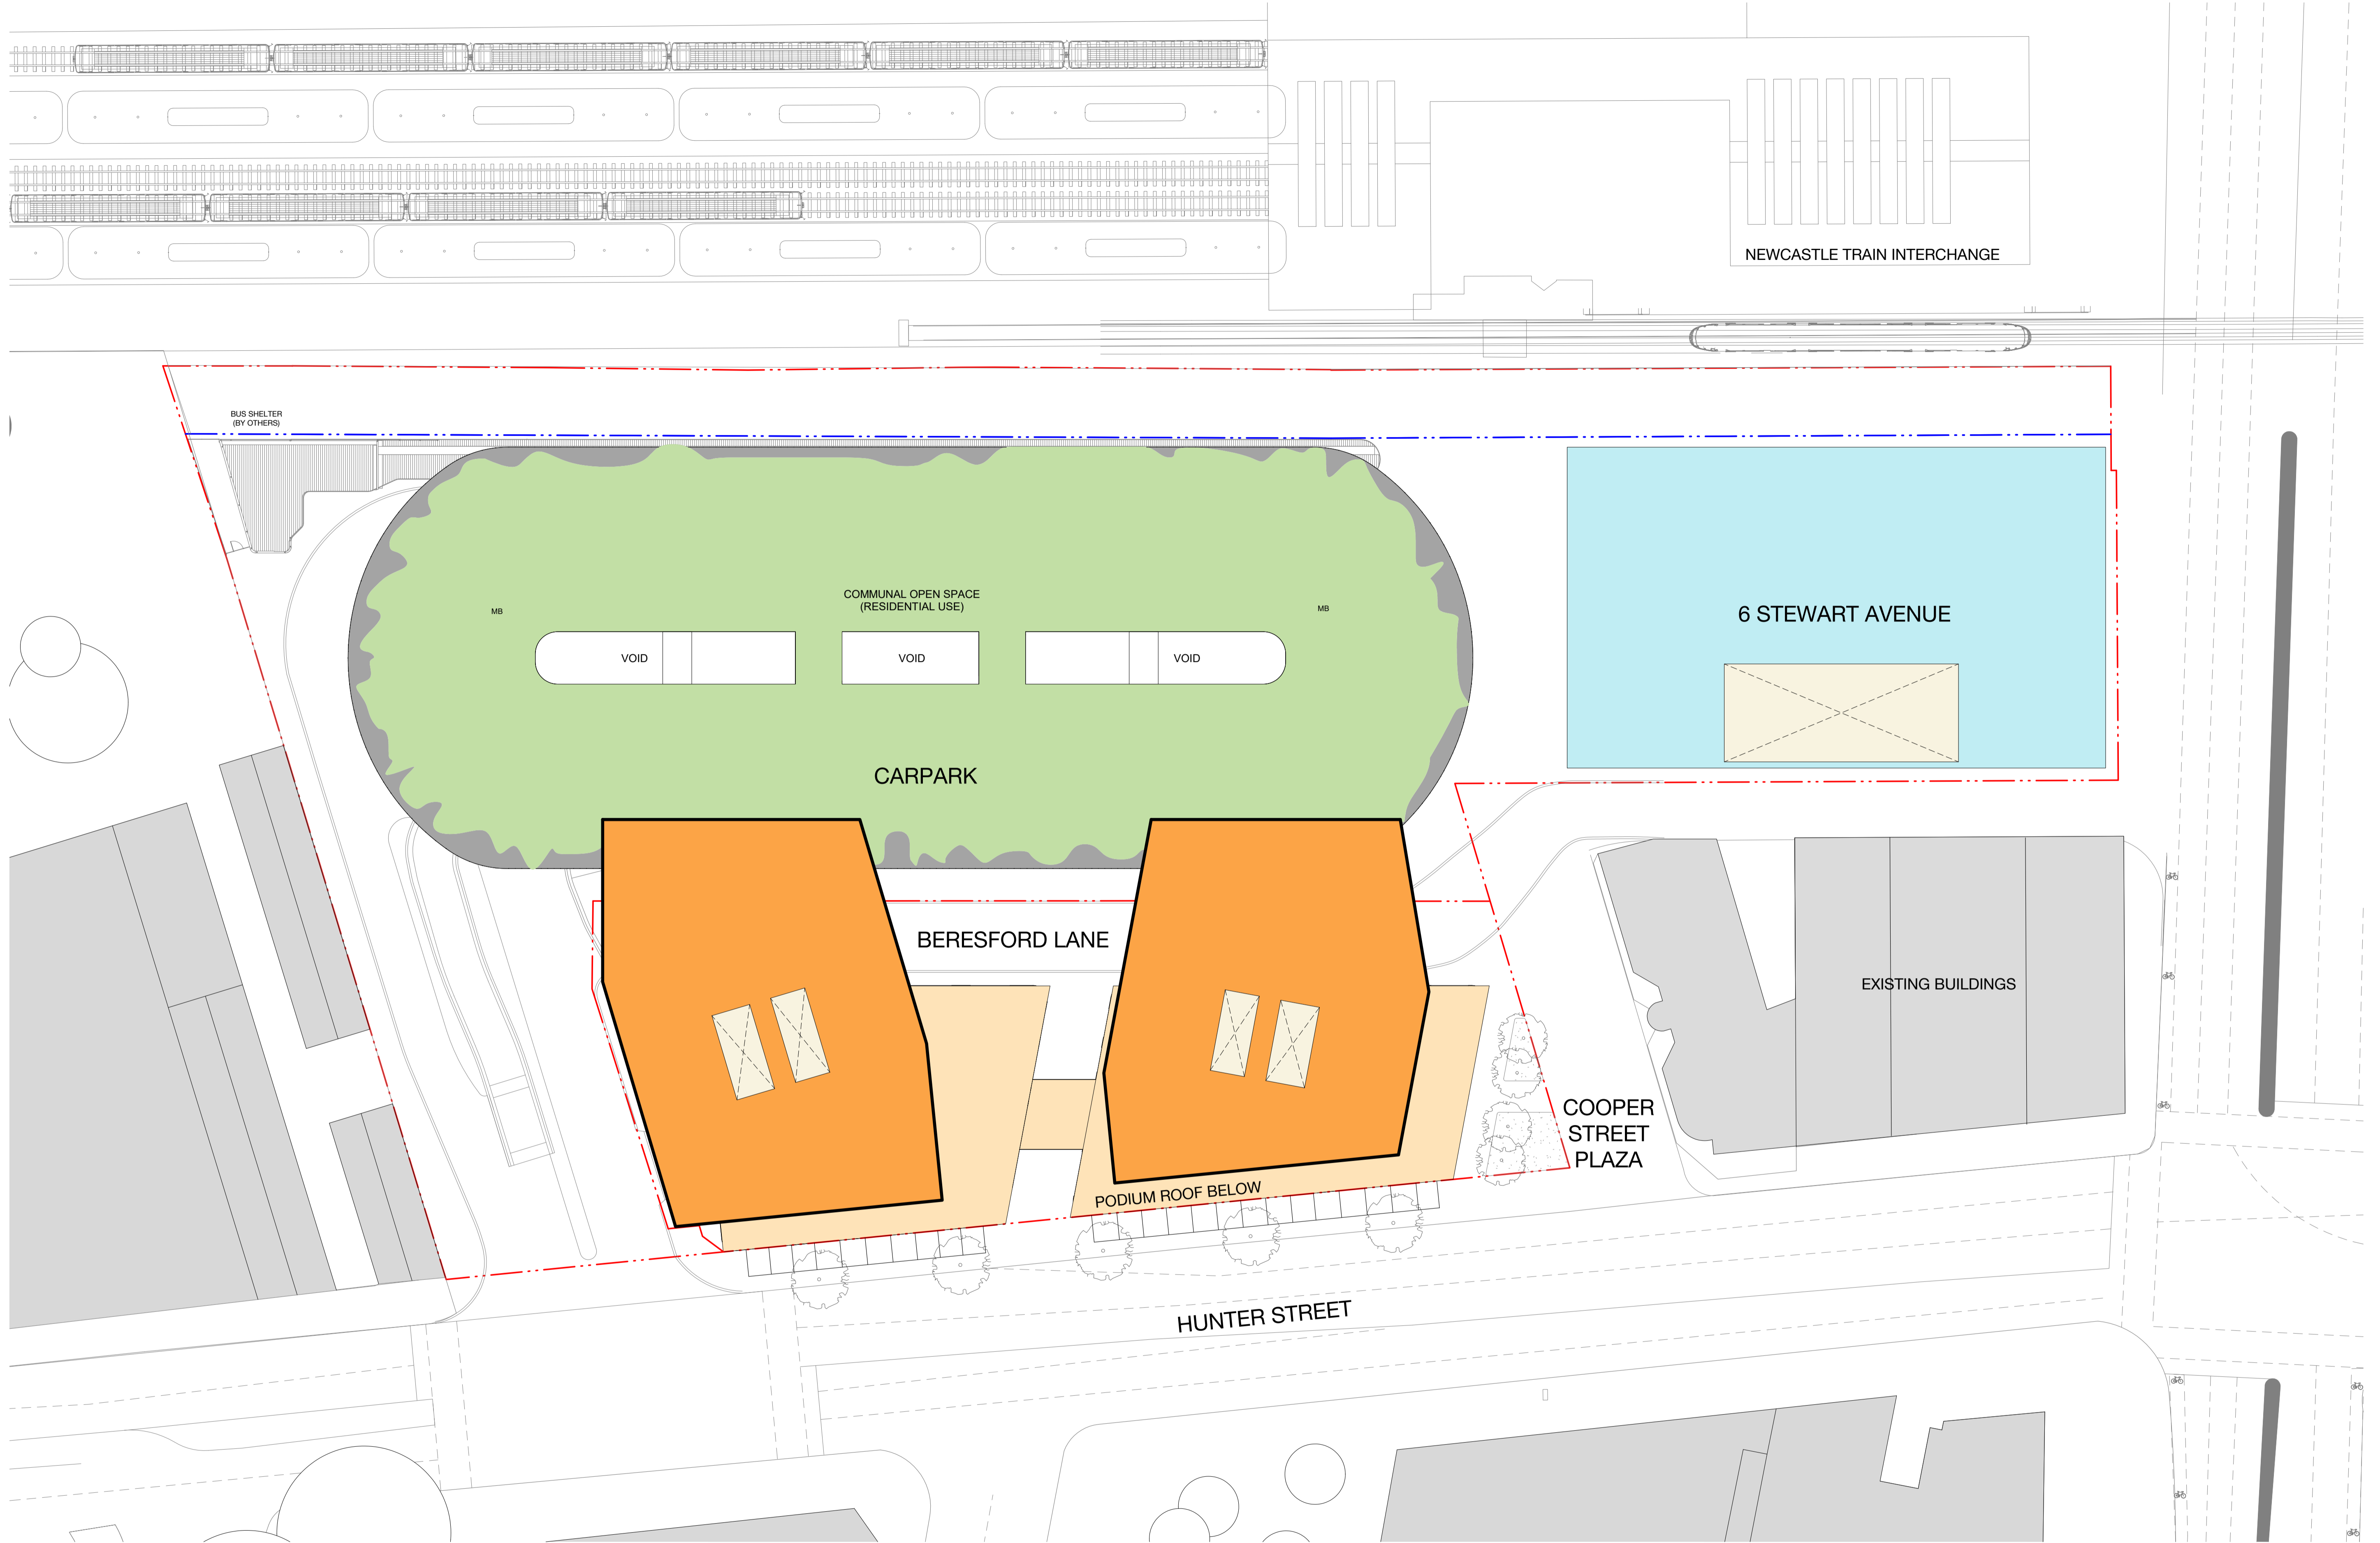 NEWCASTLE TRAIN INTERCHANGE
BUS SHELTER
(BY OTHERS)
COMMUNAL OPEN SPACE
(RESIDENTIAL USE)
MB
MB
6 STEWART AVENUE
VOID
VOID
VOID
CARPARK
BERESFORD LANE
EXISTING BUILDINGS
COOPER
STREET
PLAZA
PODIUM ROOF BELOW
HUNTER STREET